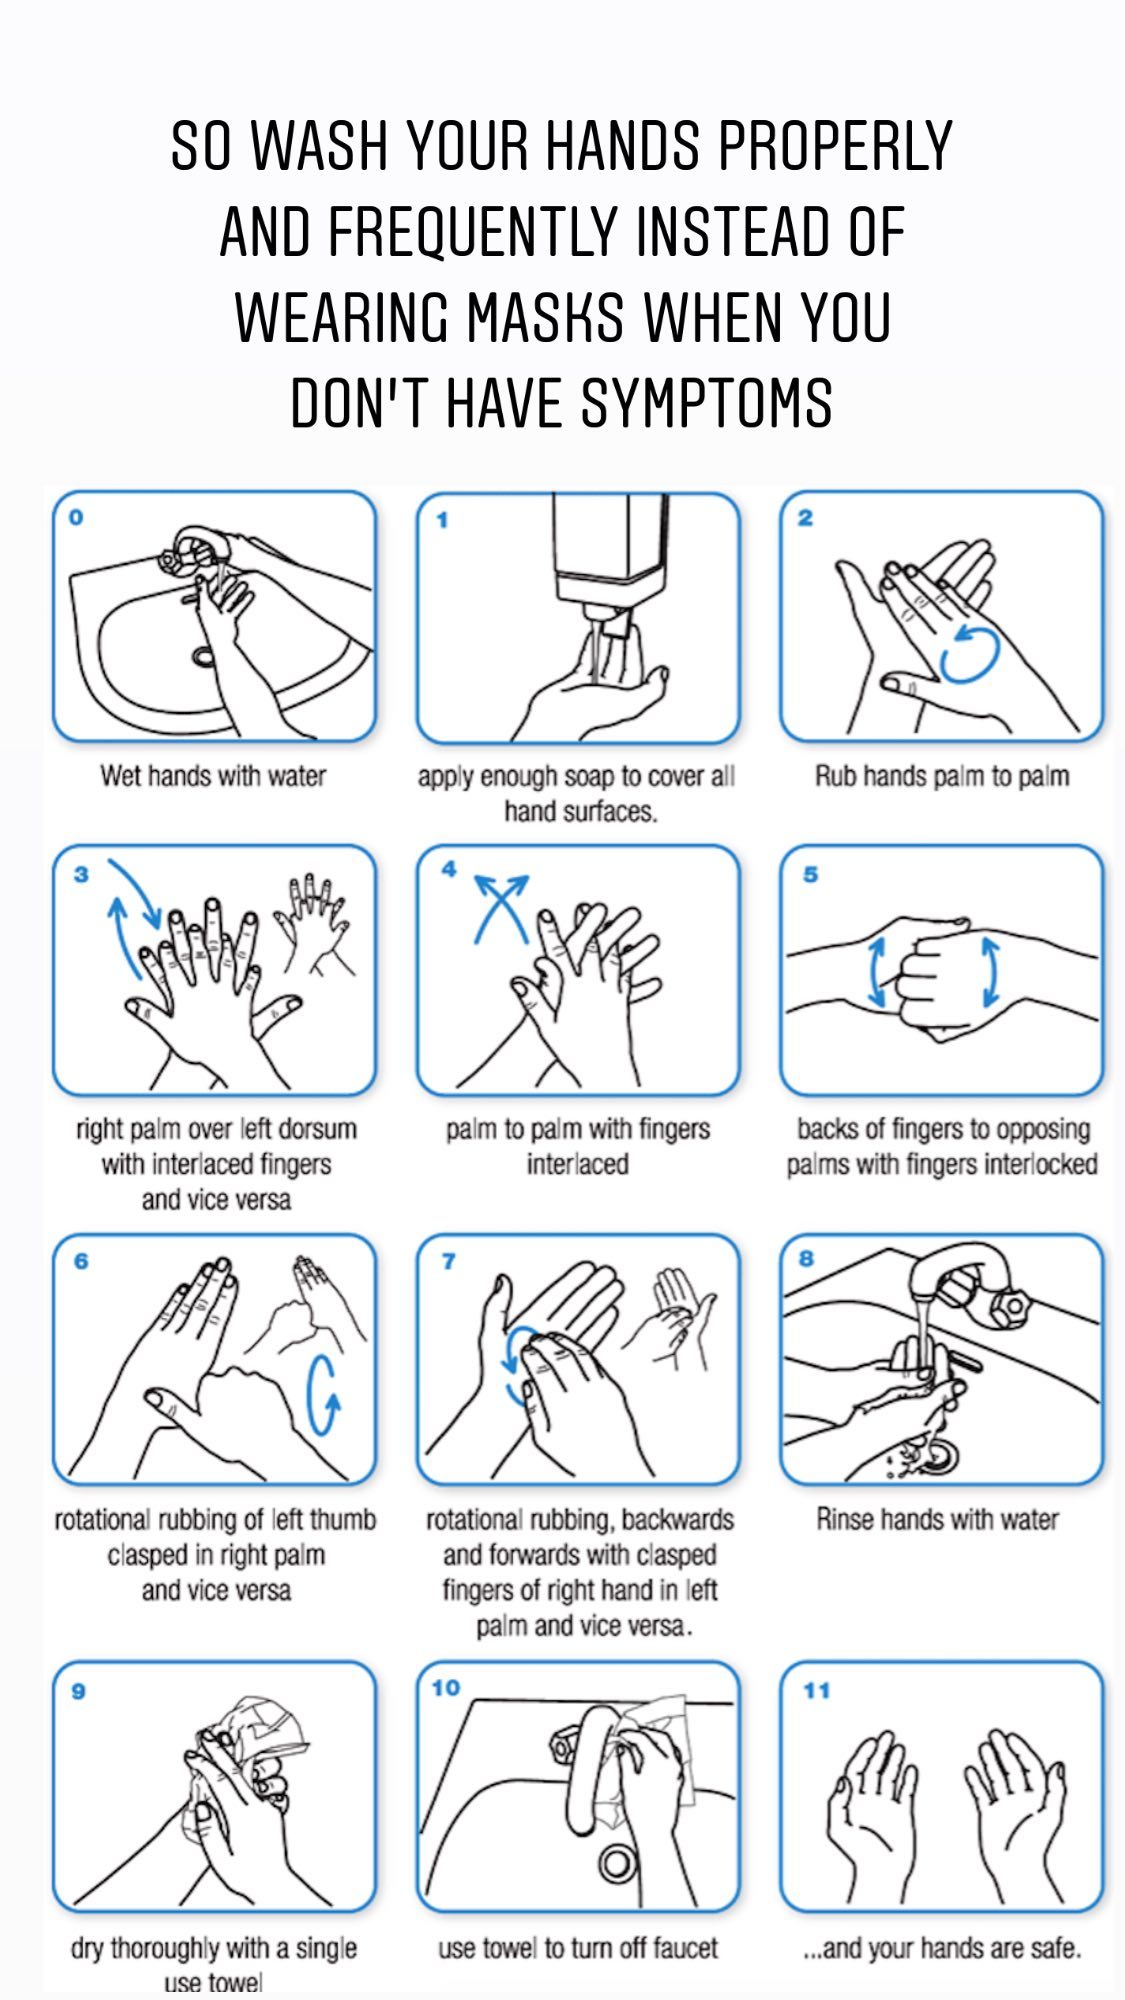 SO WASH YOUR HANDS PROPERLY
AND FREQUENTLY INSTEAD OF
WEARING MASKS WHEN YOU
DON'T HAVE SYMPTOMS
0
Wet hands with water
1
apply enough soap to cover all
hand surfaces.
2
Rub hands palm to palm
3
right palm over left dorsum
with interlaced fingers
and vice versa
4
palm to palm with fingers
interlaced
5
backs of fingers to opposing
palms with fingers interlocked
6
rotational rubbing of left thumb
clasped in right palm
and vice versa
7
rotational rubbing, backwards
and forwards with clasped
fingers of right hand in left
palm and vice versa.
8
Rinse hands with water
9
dry thoroughly with a single
use towel
10
use towel to turn off faucet
11
...and your hands are safe.